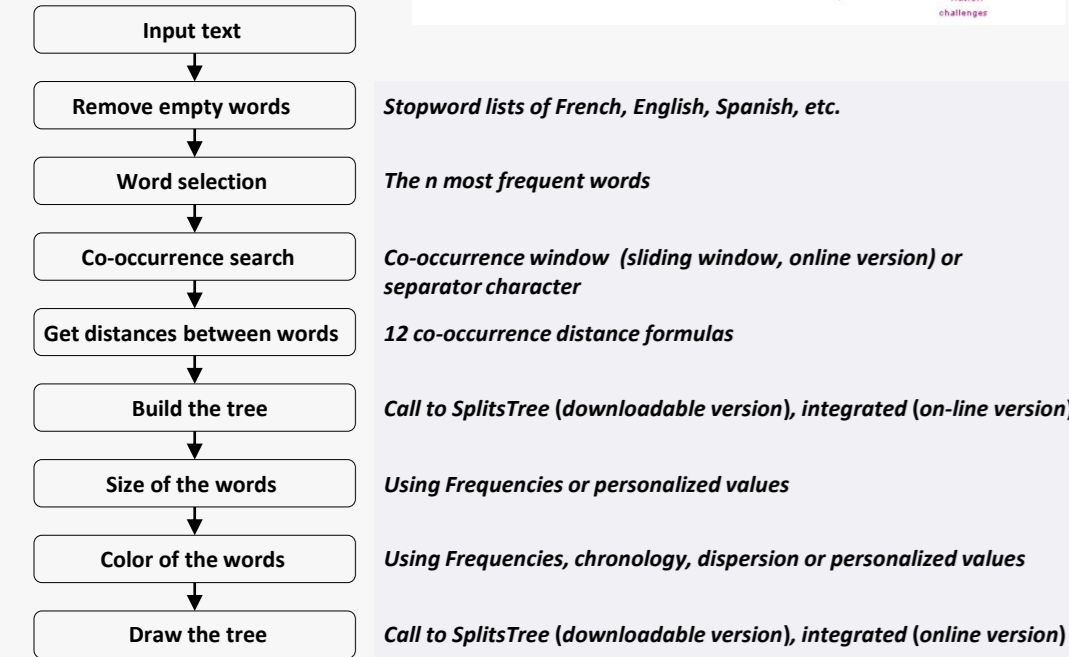 challenges
Input text
Remove empty words
Stopword lists of French, English, Spanish, etc.
Word selection
The n most frequent words
Co-occurrence search
Co-occurrence window (sliding window, online version) or
separator character
Get distances between words
12 co-occurrence distance formulas
Build the tree
Call to SplitsTree (downloadable version), integrated (on-line version)
Size of the words
Using Frequencies or personalized values
Color of the words
Using Frequencies, chronology, dispersion or personalized values
Draw the tree
Call to SplitsTree (downloadable version), integrated (online version)